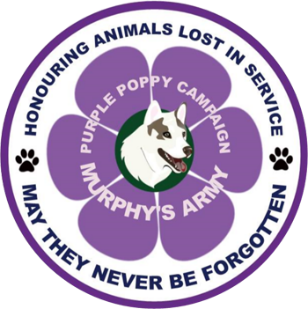 HONOURING ANIMALS LOST IN SERVICE
PURPLE POPPY CAMPAIGN
MURPHY'S ARMY
MAY THEY NEVER BE FORGOTTEN